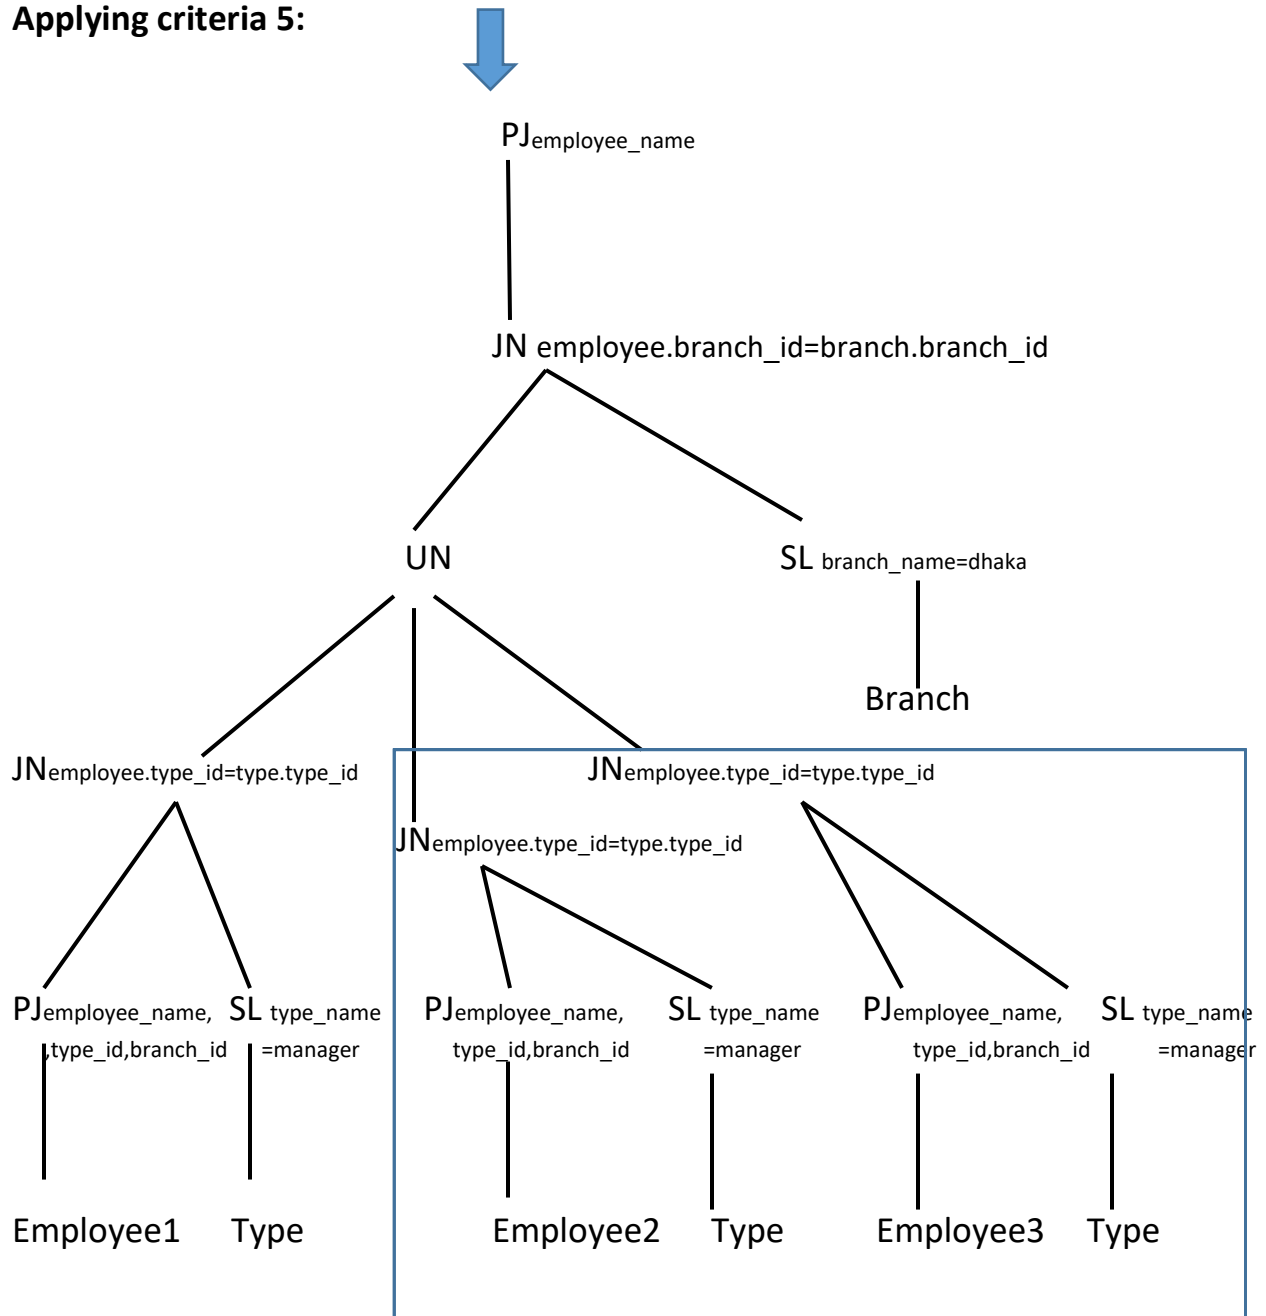 Applying criteria 5:
PJemployee_name
JN employee.branch_id=branch.branch_id
UN
SL branch_name=dhaka
Branch
JNemployee.type_id=type.type_id
JNemployee.type_id=type.type_id
JNemployee.type_id=type.type_id
PJemployee_name,
,type_id,branch_id
SL type_name
=manager
PJemployee_name,
type_id,branch_id
SL type_name
=manager
PJemployee_name,
type_id,branch_id
SL type_name
=manager
Employee1
Type
Employee2
Type
Employee3
Type